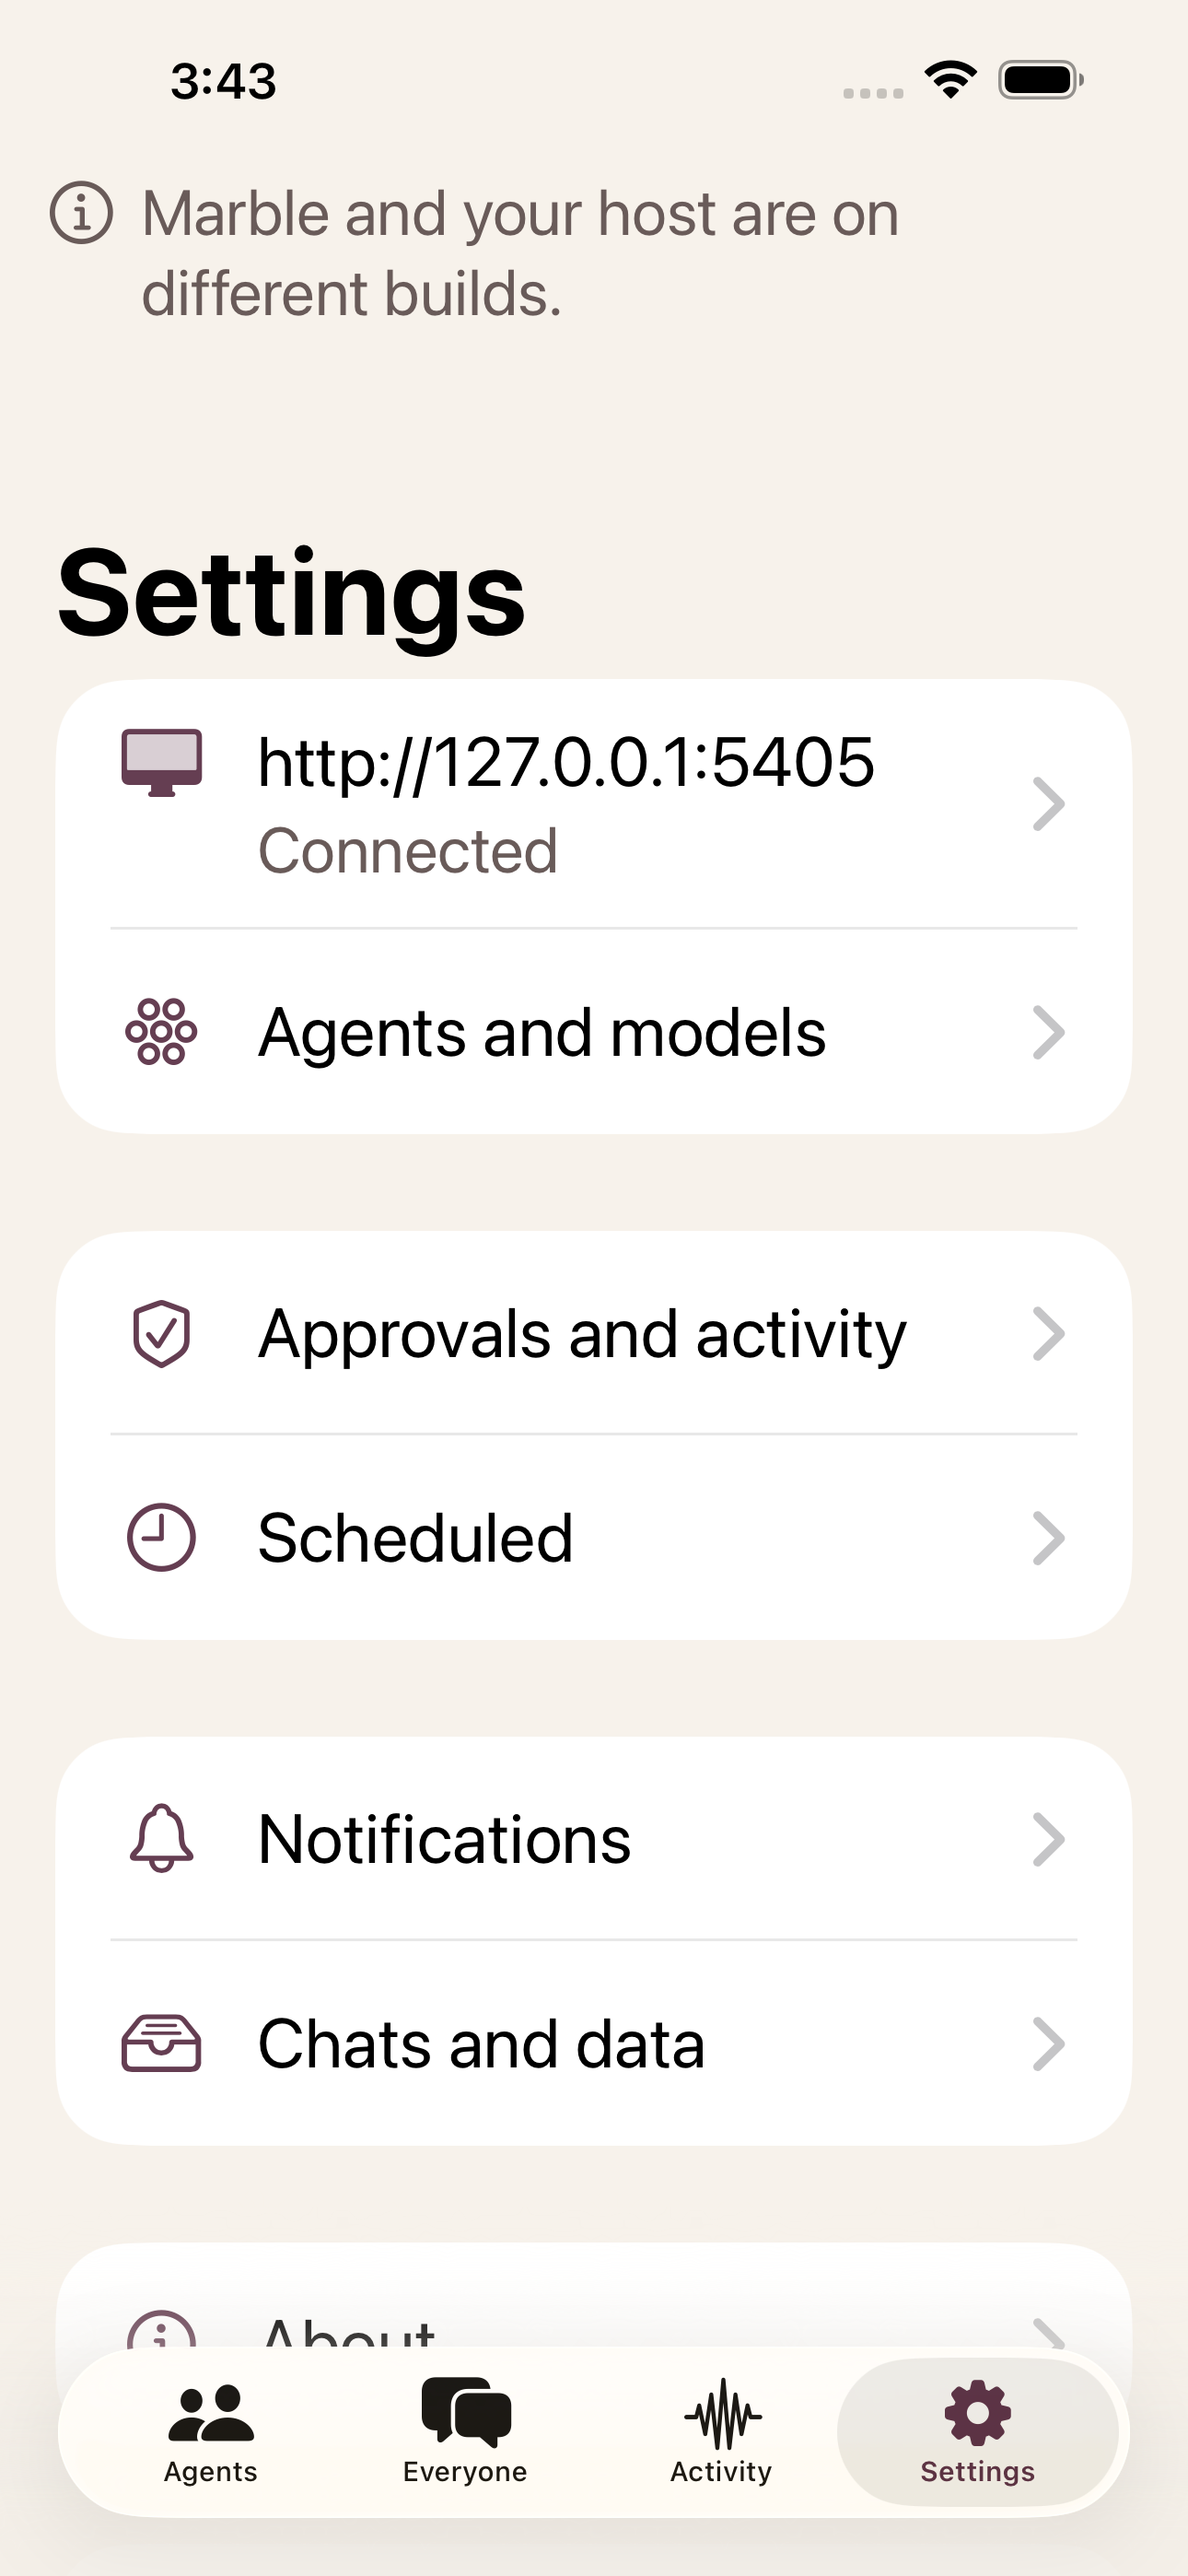 3:43
Marble and your host are on
different builds.
Settings
http://127.0.0.1:5405
Connected
Agents and models
Approvals and activity
Scheduled
Notifications
Chats and data
About
Agents
Everyone
Activity
Settings